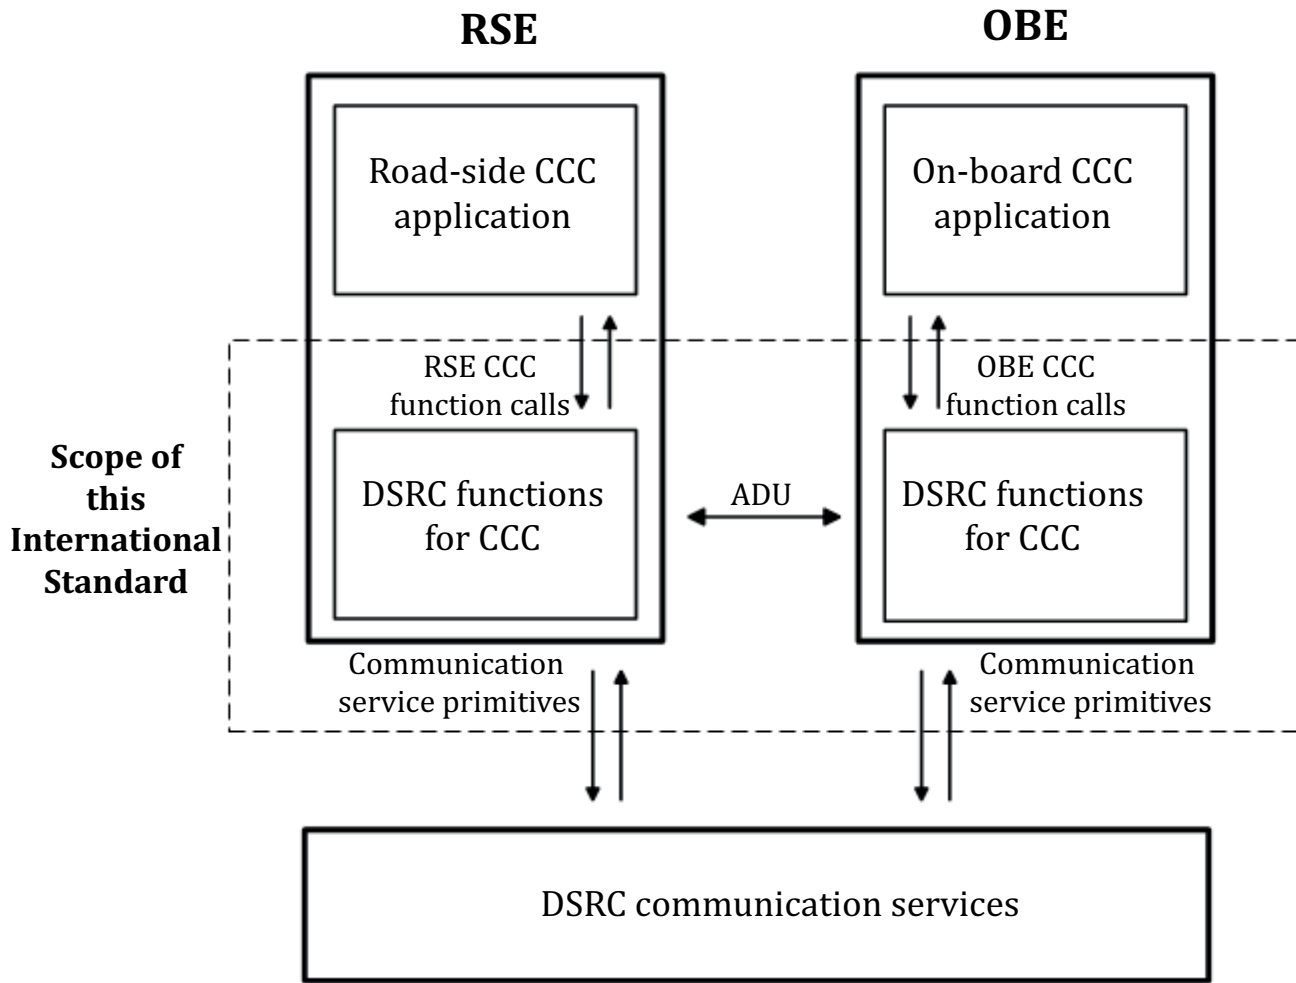 RSE
OBE
Road-side CCC
application
On-board CCC
application
RSE CCC
function calls
OBE CCC
function calls
Scope of
this
International
Standard
DSRC functions
for CCC
ADU
DSRC functions
for CCC
Communication
service primitives
Communication
service primitives
DSRC communication services